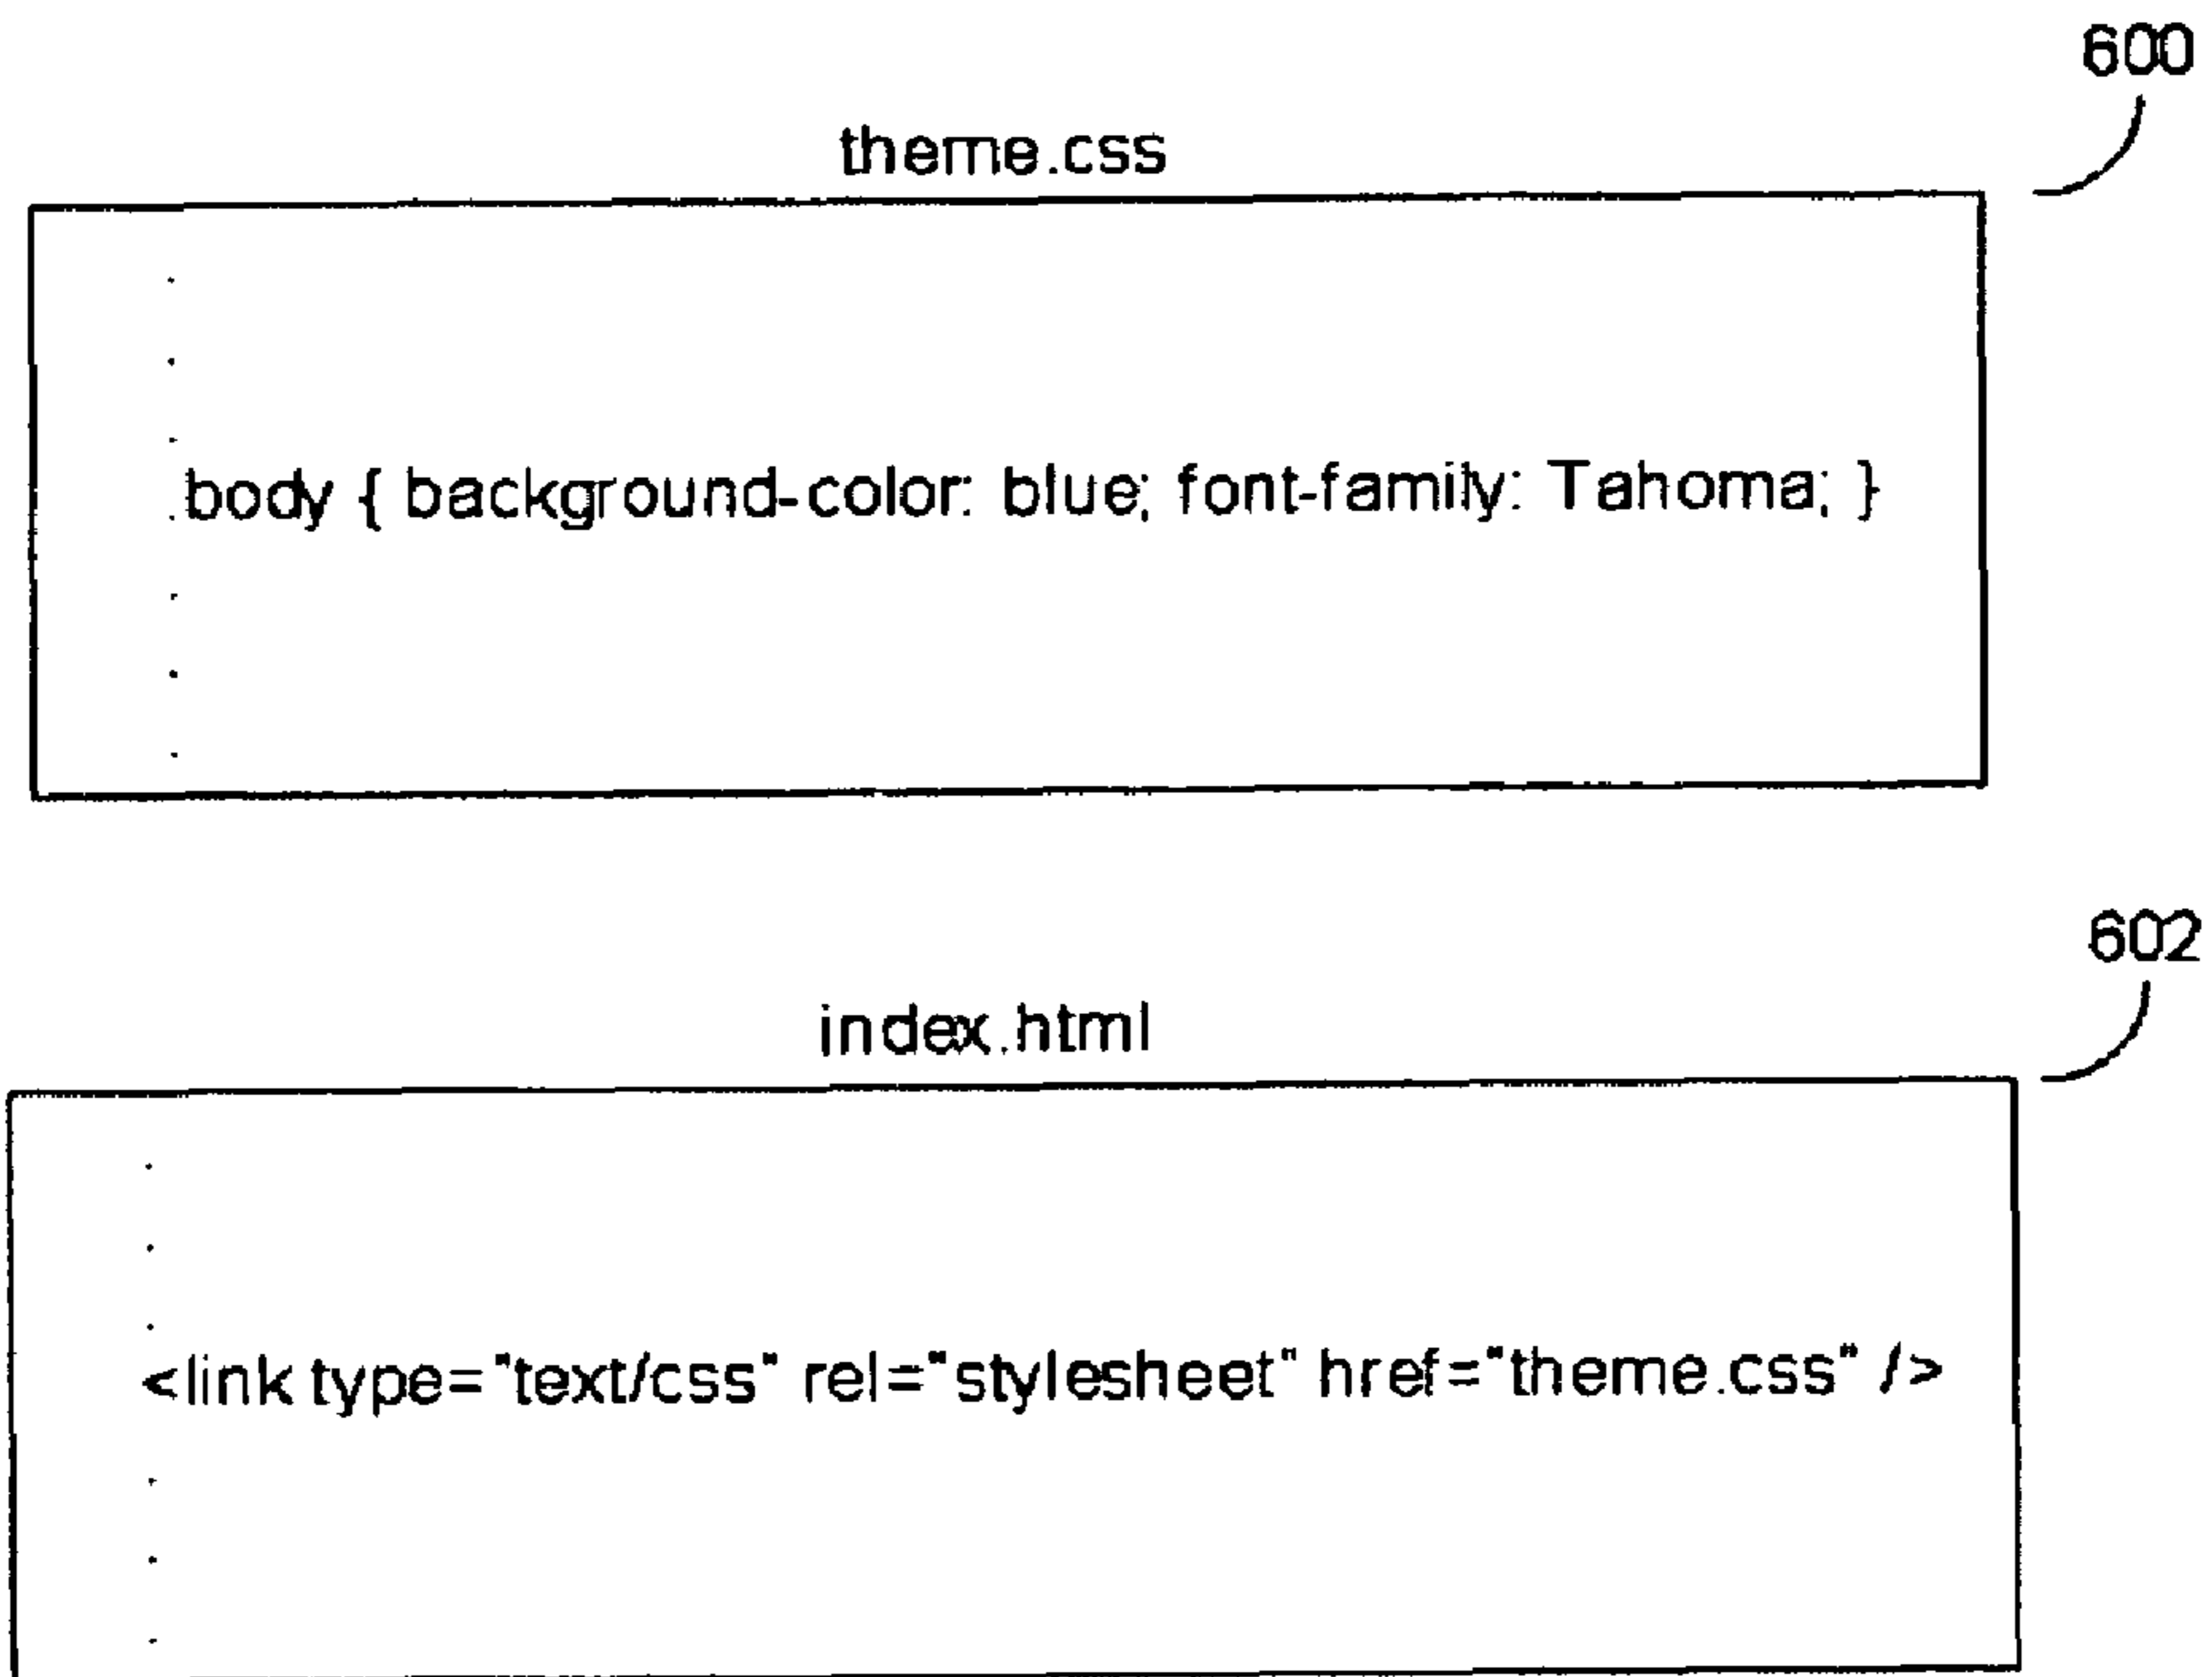 600
theme.css
body { background-color: blue; font-family: Tahoma; }
602
index.html
<link type="text/css" rel="stylesheet" href="theme.css" />